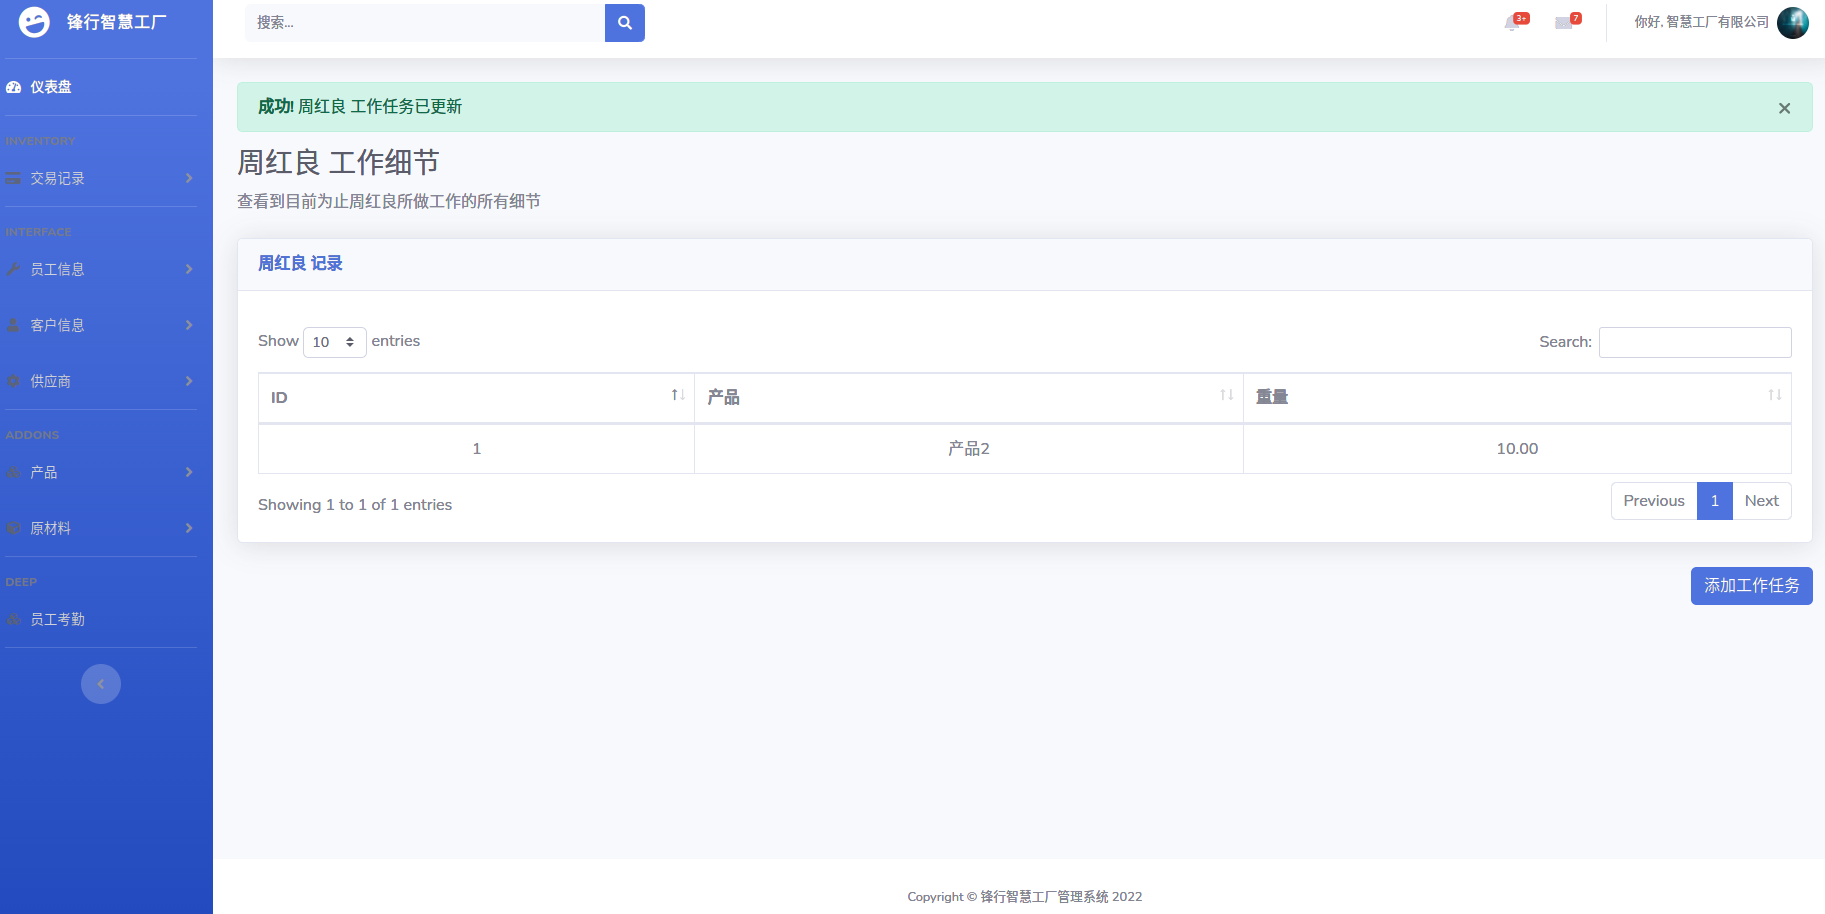 锋行智慧工厂
搜索...
3+
7
你好, 智慧工厂有限公司
仪表盘
INVENTORY
交易记录
INTERFACE
员工信息
客户信息
供应商
ADDONS
产品
原材料
DEEP
员工考勤
成功! 周红良 工作任务已更新
×
周红良 工作细节
查看到目前为止周红良所做工作的所有细节
周红良 记录
Show 10 entries
Search:
ID 产品 重量
1 产品2 10.00
Showing 1 to 1 of 1 entries
Previous 1 Next
添加工作任务
Copyright © 锋行智慧工厂管理系统 2022